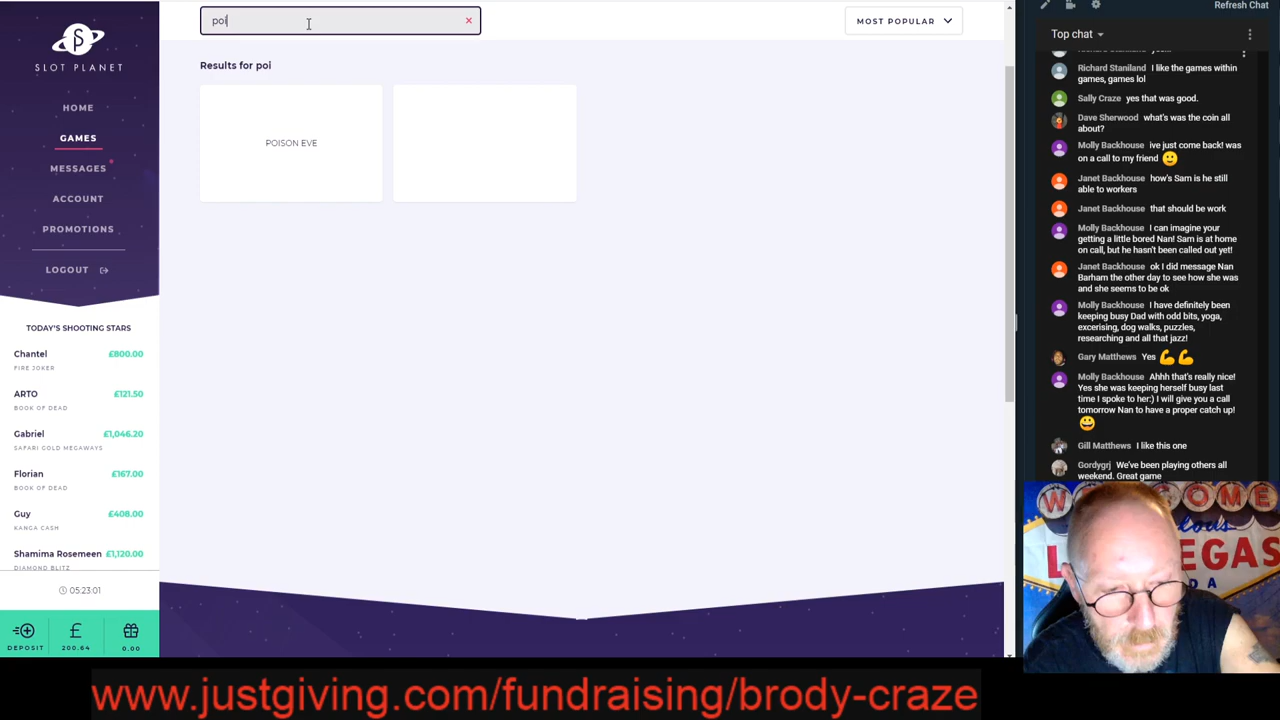 poi
MOST POPULAR
SLOT PLANET
HOME
GAMES
MESSAGES
ACCOUNT
PROMOTIONS
LOGOUT
TODAY'S SHOOTING STARS
Chantel £800.00
FIRE JOKER
ARTO £121.50
BOOK OF DEAD
Gabriel £1,046.20
SAFARI GOLD MEGAWAYS
Florian £167.00
BOOK OF DEAD
Guy £408.00
KANGA CASH
Shamima Rosemeen £1,120.00
DIAMOND BLITZ
05:23:01
£
DEPOSIT 200.64 0.00
Results for poi
POISON EVE
Refresh Chat
Top chat
Richard Staniland I like the games within
games, games lol
Sally Craze yes that was good.
Dave Sherwood what's was the coin all
about?
Molly Backhouse ive just come back! was
on a call to my friend 🙂
Janet Backhouse how's Sam is he still
able to workers
Janet Backhouse that should be work
Molly Backhouse I can imagine your
getting a little bored Nan! Sam is at home
on call, but he hasn't been called out yet!
Janet Backhouse ok I did message Nan
Barham the other day to see how she was
and she seems to be ok
Molly Backhouse I have definitely been
keeping busy Dad with odd bits, yoga,
excerising, dog walks, puzzles,
researching and all that jazz!
Gary Matthews Yes 💪💪
Molly Backhouse Ahhh that's really nice!
Yes she was keeping herself busy last
time I spoke to her:) I will give you a call
tomorrow Nan to have a proper catch up!
😀
Gill Matthews I like this one
Gordygrj We've been playing others all
weekend. Great game
www.justgiving.com/fundraising/brody-craze